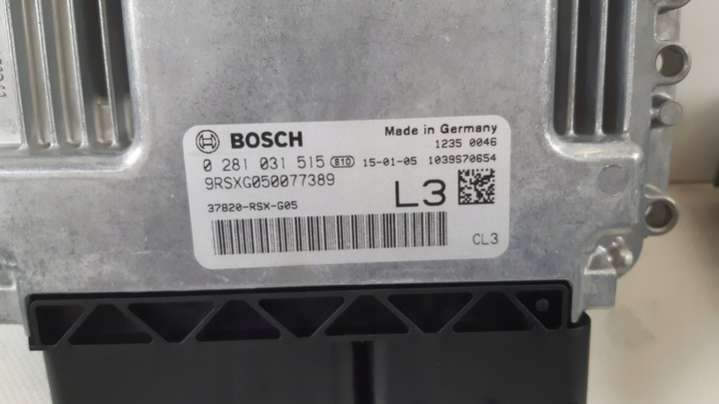 BOSCH
Made in Germany
1235 0046
0 281 031 515 B10 15-01-05 1039S70654
9RSXG050077389
L3
37820-RSX-G05
CL3